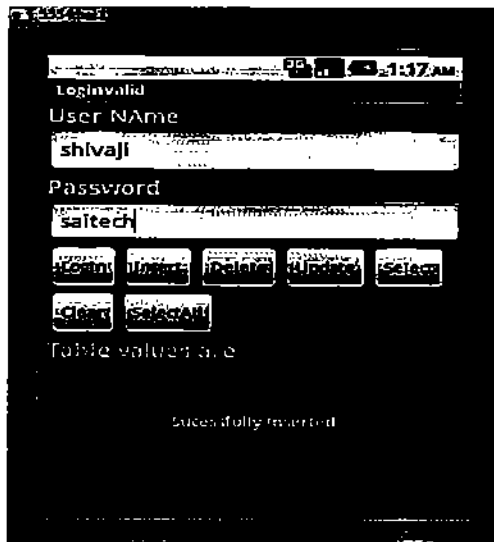 1:17 AM
Loginvalid
User NAme
shivaji
Password
saitech
Login Insert Delete Update Select
Clear SelectAll
Table values are
Sucessfully Inserted